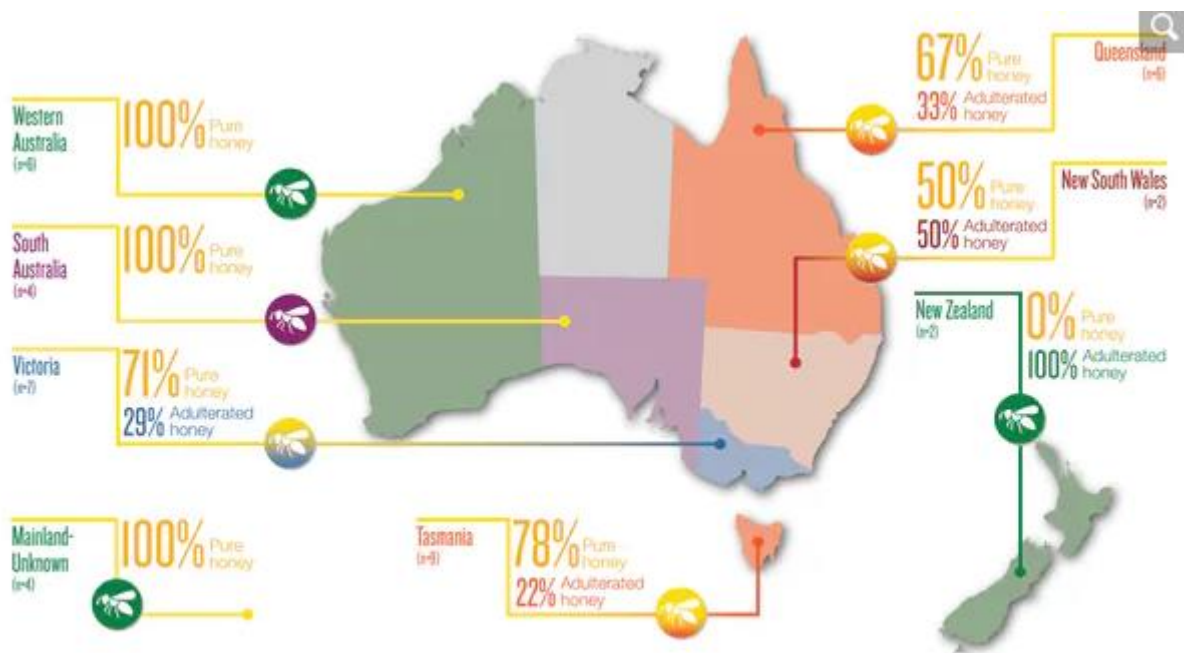 Western
Australia
(n=6)
100% Pure
honey
South
Australia
(n=4)
100% Pure
honey
Victoria
(n=7)
71% Pure
honey
29% Adulterated
honey
Mainland-
Unknown
(n=4)
100% Pure
honey
Tasmania
(n=9)
78% Pure
honey
22% Adulterated
honey
67% Pure
honey
33% Adulterated
honey
Queensland
(n=6)
50% Pure
honey
50% Adulterated
honey
New South Wales
(n=2)
New Zealand
(n=2)
0% Pure
honey
100% Adulterated
honey